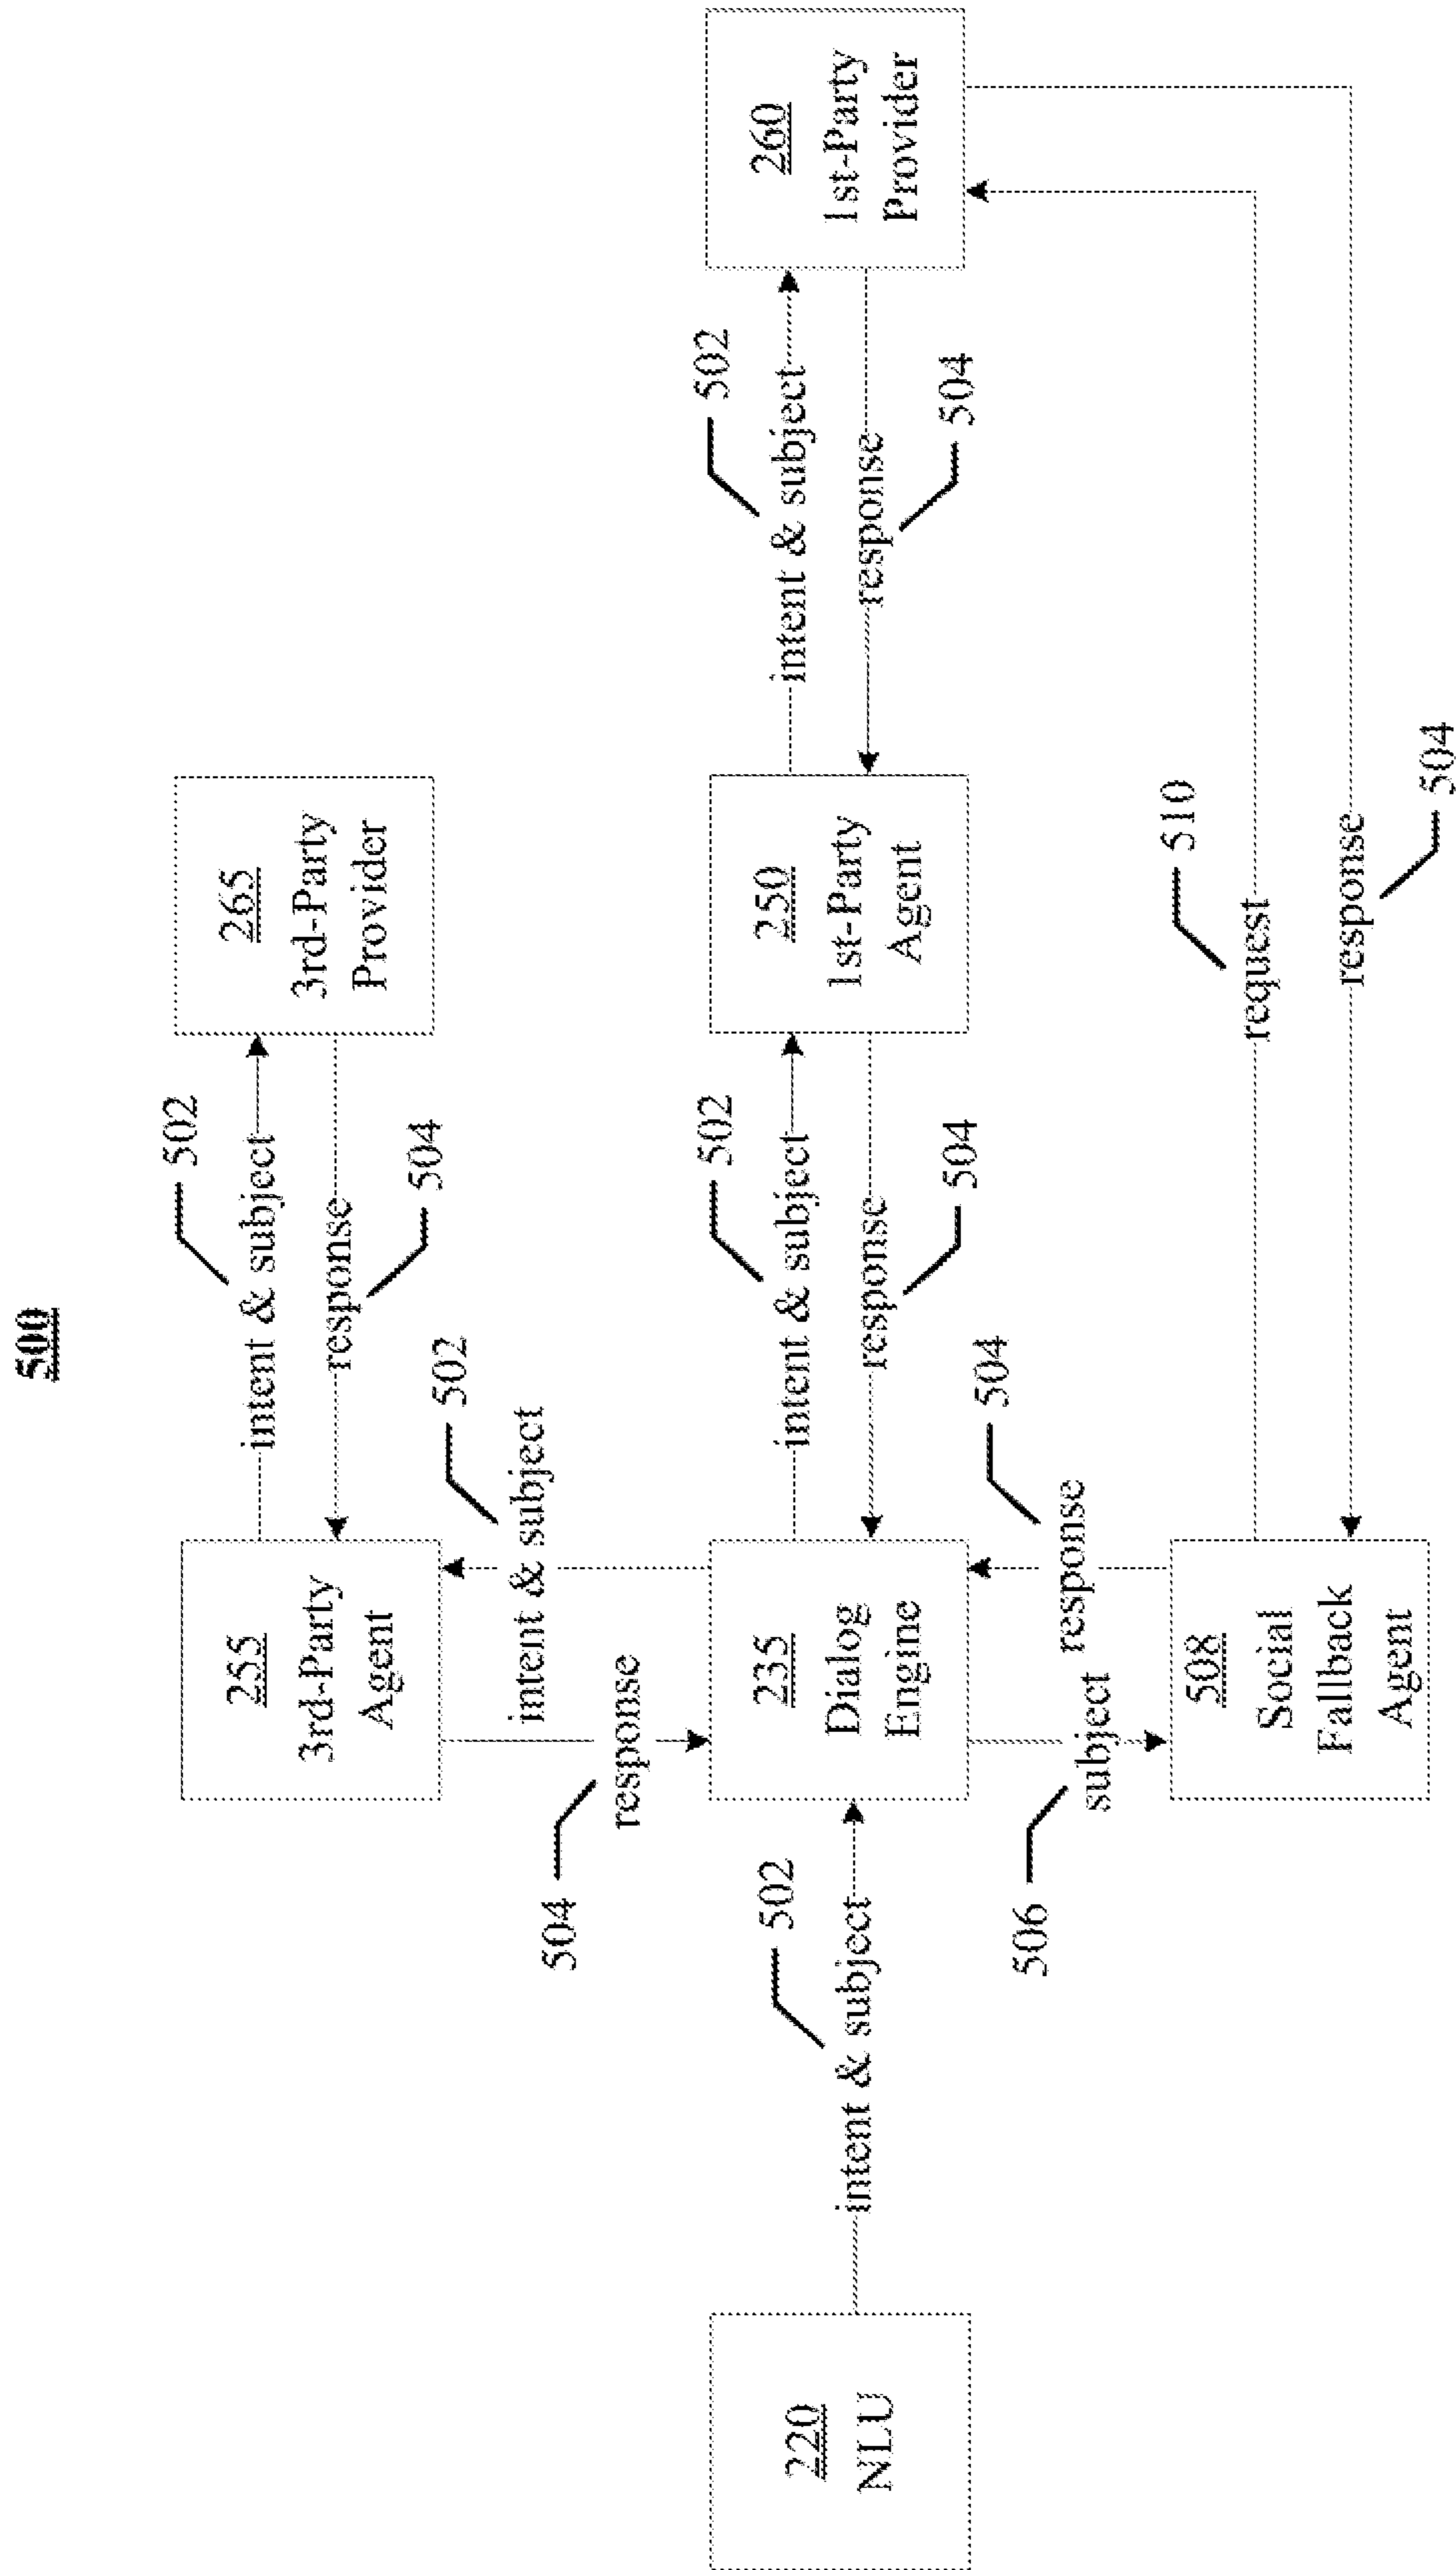 500
255
3rd-Party
Agent
intent & subject
502
response
504
265
3rd-Party
Provider
504
response
intent & subject
502
220
NLU
intent & subject
502
235
Dialog
Engine
intent & subject
502
response
504
250
1st-Party
Agent
intent & subject
502
response
504
260
1st-Party
Provider
506
subject
response
504
508
Social
Fallback
Agent
request
510
response
504